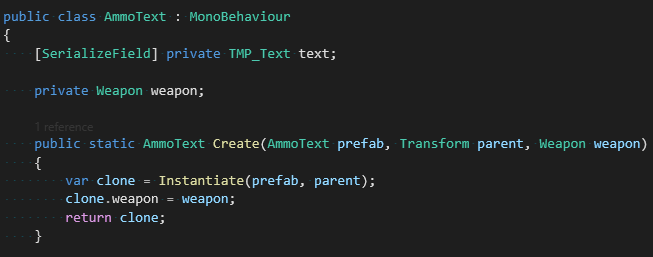 public class AmmoText : MonoBehaviour
{
[SerializeField] private TMP_Text text;
private Weapon weapon;
1 reference
public static AmmoText Create(AmmoText prefab, Transform parent, Weapon weapon)
{
var clone = Instantiate(prefab, parent);
clone.weapon = weapon;
return clone;
}